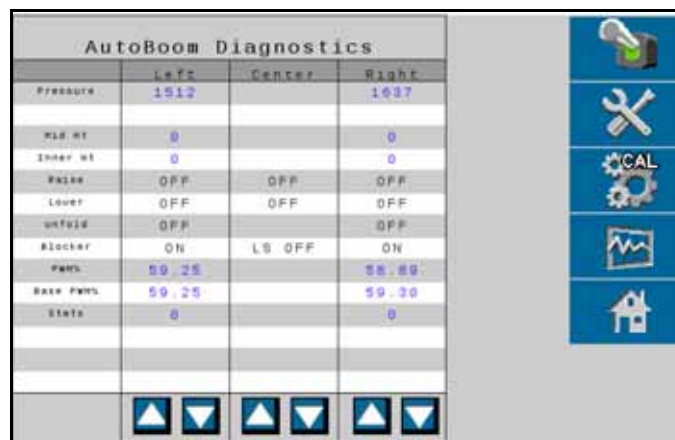 AutoBoom Diagnostics
Left Center Right
Pressure 1512 1637
Mid Ht 0 0
Inner Ht 0 0
Raise OFF OFF OFF
Lower OFF OFF OFF
Unfold OFF OFF
Blocker ON LS OFF ON
PWM% 59.25 58.89
Base PWM% 59.25 59.30
State 0 0
CAL